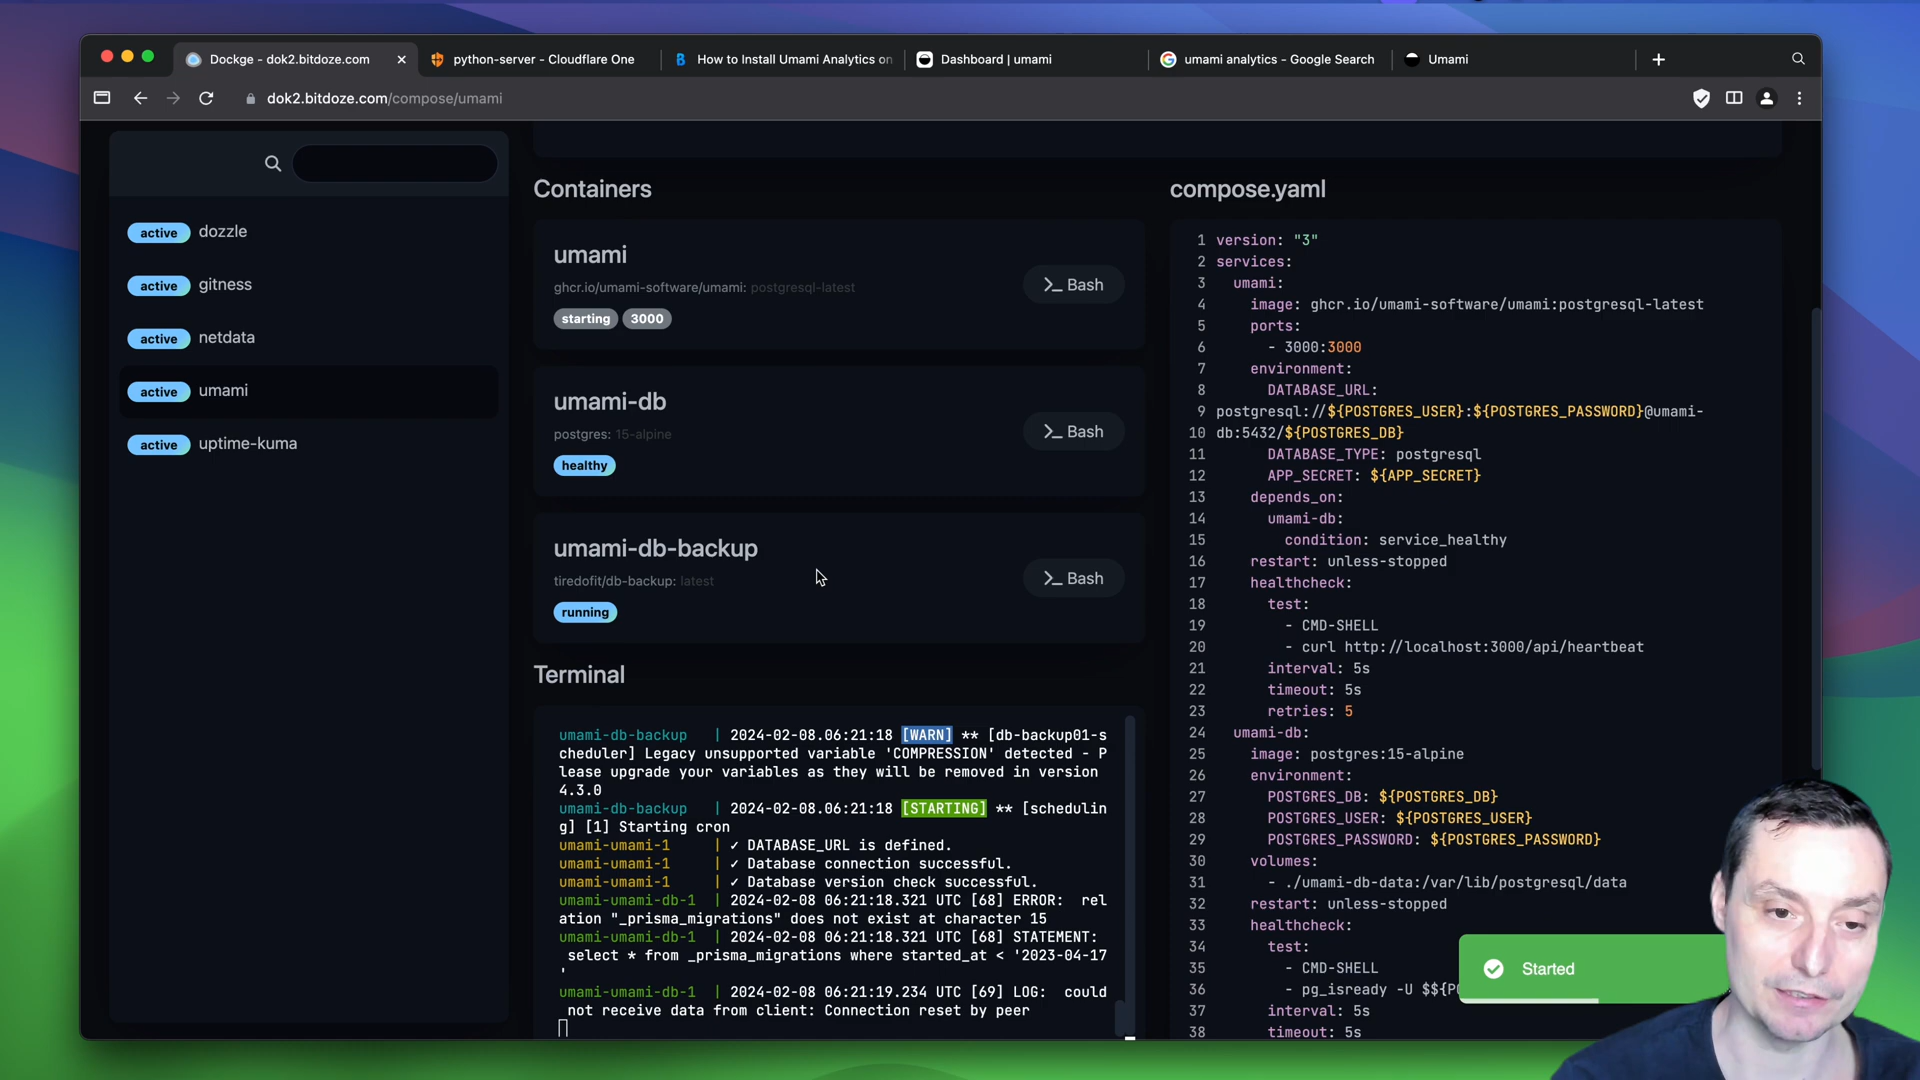 Dockge - dok2.bitdoze.com
python-server - Cloudflare One
How to Install Umami Analytics on
Dashboard | umami
umami analytics - Google Search
Umami
dok2.bitdoze.com/compose/umami
active dozzle
active gitness
active netdata
active umami
active uptime-kuma
Containers
umami
ghcr.io/umami-software/umami: postgresql-latest
starting 3000
>_ Bash
umami-db
postgres: 15-alpine
healthy
>_ Bash
umami-db-backup
tiredofit/db-backup: latest
running
>_ Bash
Terminal
umami-db-backup | 2024-02-08.06:21:18 [WARN] ** [db-backup01-s
cheduler] Legacy unsupported variable 'COMPRESSION' detected - P
lease upgrade your variables as they will be removed in version
4.3.0
umami-db-backup | 2024-02-08.06:21:18 [STARTING] ** [schedulin
g] [1] Starting cron
umami-umami-1 | ✓ DATABASE_URL is defined.
umami-umami-1 | ✓ Database connection successful.
umami-umami-1 | ✓ Database version check successful.
umami-umami-db-1 | 2024-02-08 06:21:18.321 UTC [68] ERROR: rel
ation "_prisma_migrations" does not exist at character 15
umami-umami-db-1 | 2024-02-08 06:21:18.321 UTC [68] STATEMENT:
select * from _prisma_migrations where started_at < '2023-04-17
'
umami-umami-db-1 | 2024-02-08 06:21:19.234 UTC [69] LOG: could
not receive data from client: Connection reset by peer
compose.yaml
1 version: "3"
2 services:
3 umami:
4 image: ghcr.io/umami-software/umami:postgresql-latest
5 ports:
6 - 3000:3000
7 environment:
8 DATABASE_URL:
9 postgresql://${POSTGRES_USER}:${POSTGRES_PASSWORD}@umami-
10 db:5432/${POSTGRES_DB}
11 DATABASE_TYPE: postgresql
12 APP_SECRET: ${APP_SECRET}
13 depends_on:
14 umami-db:
15 condition: service_healthy
16 restart: unless-stopped
17 healthcheck:
18 test:
19 - CMD-SHELL
20 - curl http://localhost:3000/api/heartbeat
21 interval: 5s
22 timeout: 5s
23 retries: 5
24 umami-db:
25 image: postgres:15-alpine
26 environment:
27 POSTGRES_DB: ${POSTGRES_DB}
28 POSTGRES_USER: ${POSTGRES_USER}
29 POSTGRES_PASSWORD: ${POSTGRES_PASSWORD}
30 volumes:
31 - ./umami-db-data:/var/lib/postgresql/data
32 restart: unless-stopped
33 healthcheck:
34 test:
35 - CMD-SHELL
36 - pg_isready -U $${P
37 interval: 5s
38 timeout: 5s
Started